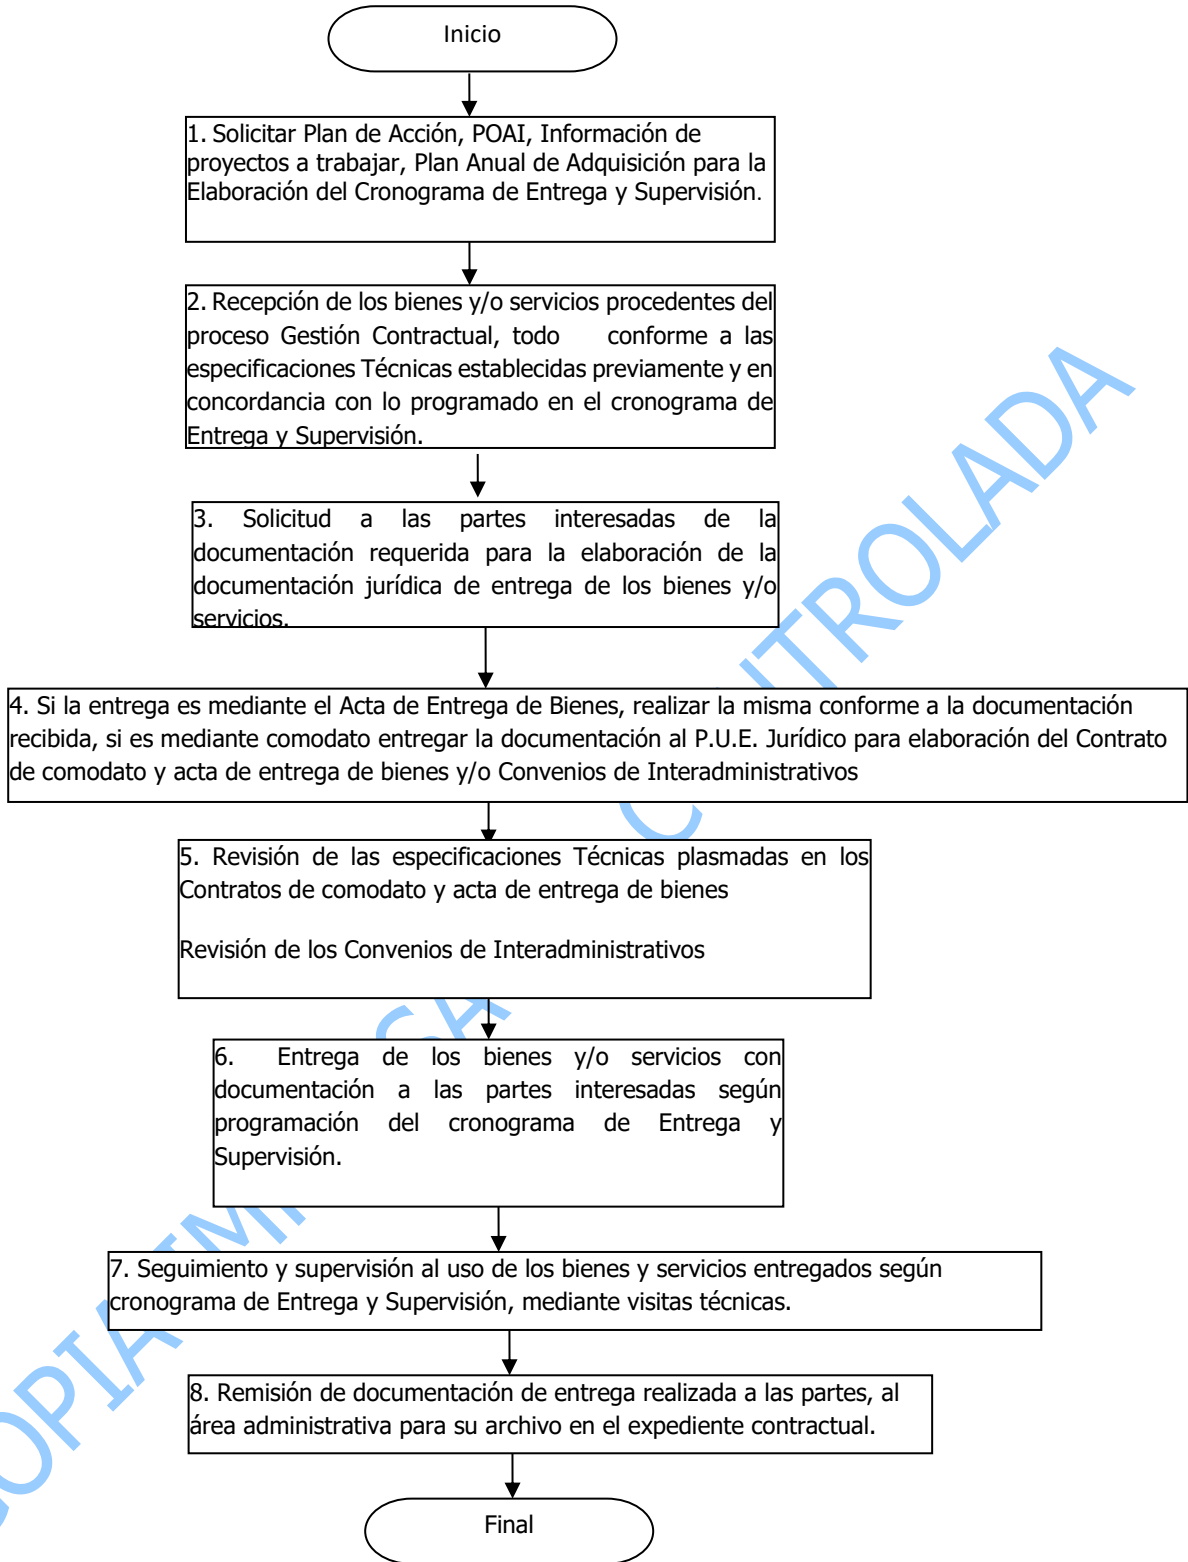 Inicio
1. Solicitar Plan de Acción, POAI, Información de
proyectos a trabajar, Plan Anual de Adquisición para la
Elaboración del Cronograma de Entrega y Supervisión.
2. Recepción de los bienes y/o servicios procedentes del
proceso Gestión Contractual, todo conforme a las
especificaciones Técnicas establecidas previamente y en
concordancia con lo programado en el cronograma de
Entrega y Supervisión.
3. Solicitud a las partes interesadas de la
documentación requerida para la elaboración de la
documentación jurídica de entrega de los bienes y/o
servicios.
4. Si la entrega es mediante el Acta de Entrega de Bienes, realizar la misma conforme a la documentación
recibida, si es mediante comodato entregar la documentación al P.U.E. Jurídico para elaboración del Contrato
de comodato y acta de entrega de bienes y/o Convenios de Interadministrativos
5. Revisión de las especificaciones Técnicas plasmadas en los
Contratos de comodato y acta de entrega de bienes
Revisión de los Convenios de Interadministrativos
6. Entrega de los bienes y/o servicios con
documentación a las partes interesadas según
programación del cronograma de Entrega y
Supervisión.
7. Seguimiento y supervisión al uso de los bienes y servicios entregados según
cronograma de Entrega y Supervisión, mediante visitas técnicas.
8. Remisión de documentación de entrega realizada a las partes, al
área administrativa para su archivo en el expediente contractual.
Final